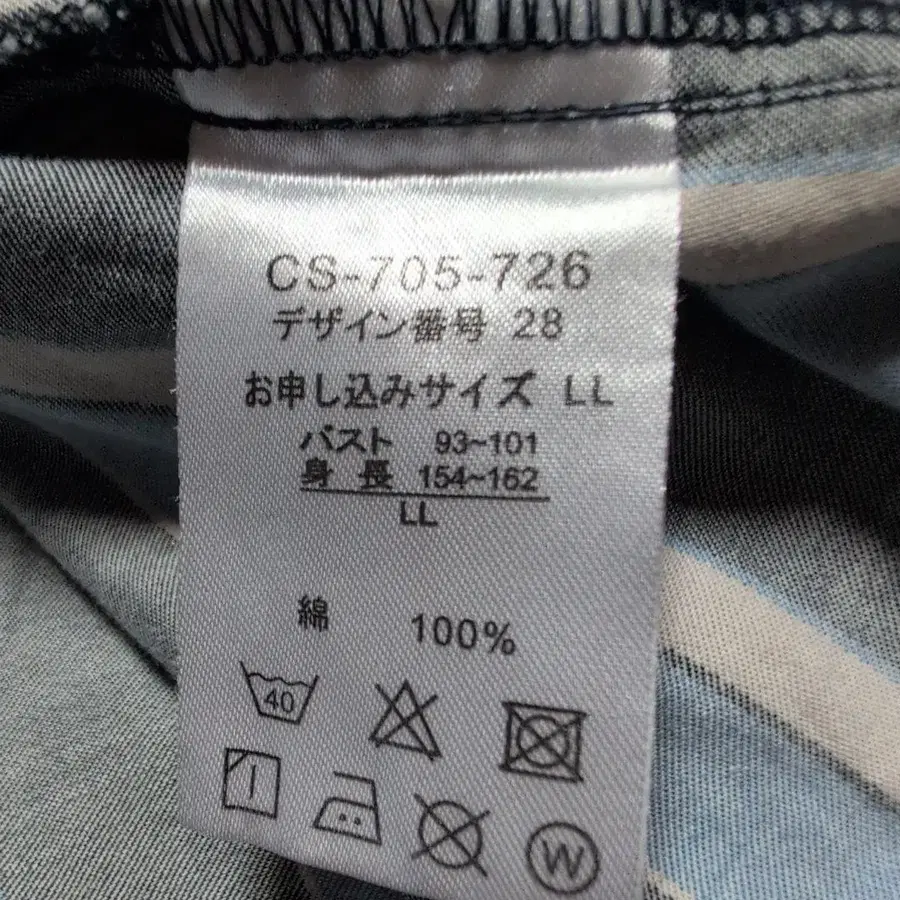 CS-705-726
デザイン番号 28
お申し込みサイズ LL
バスト 93~101
身長 154~162
LL
綿 100%
40
W